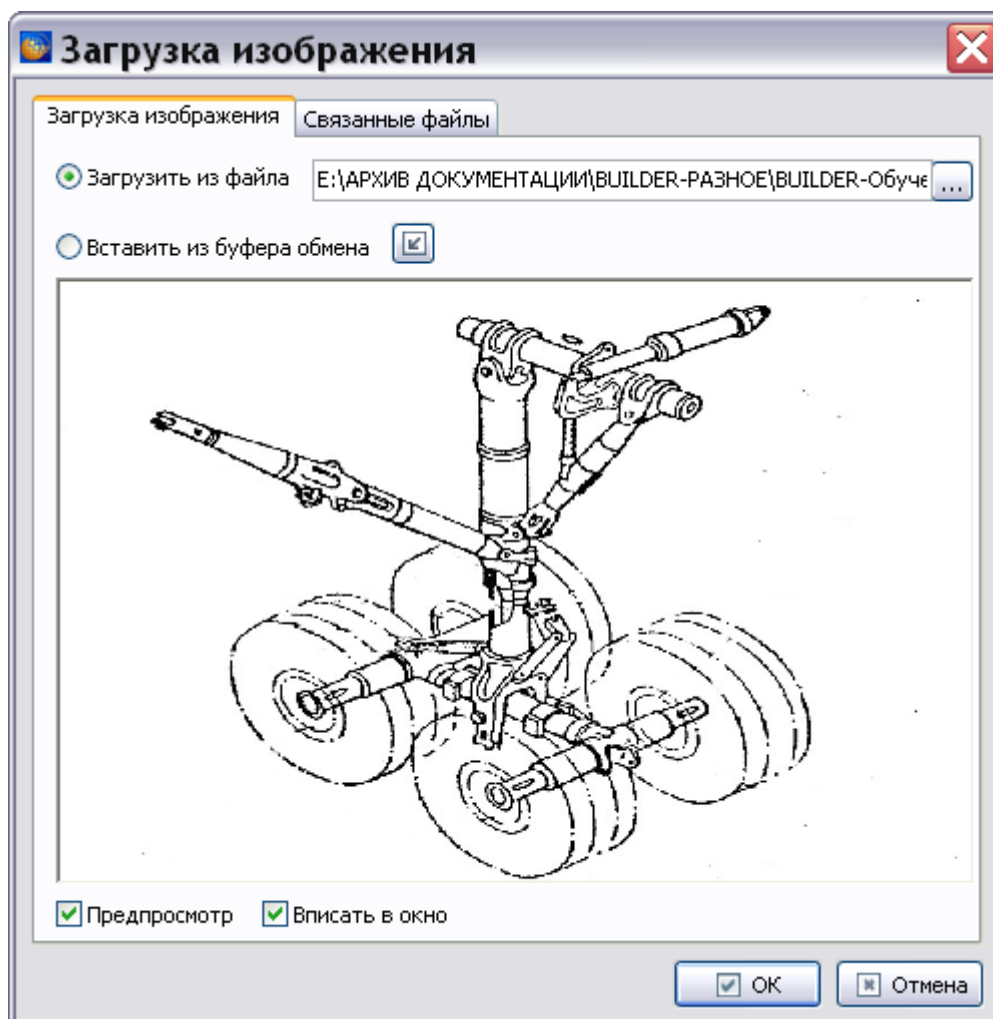 Загрузка изображения
Загрузка изображения Связанные файлы
Загрузить из файла E:\АРХИВ ДОКУМЕНТАЦИИ\BUILDER-РАЗНОЕ\BUILDER-Обуче ...
Вставить из буфера обмена
Предпросмотр Вписать в окно
ОК Отмена